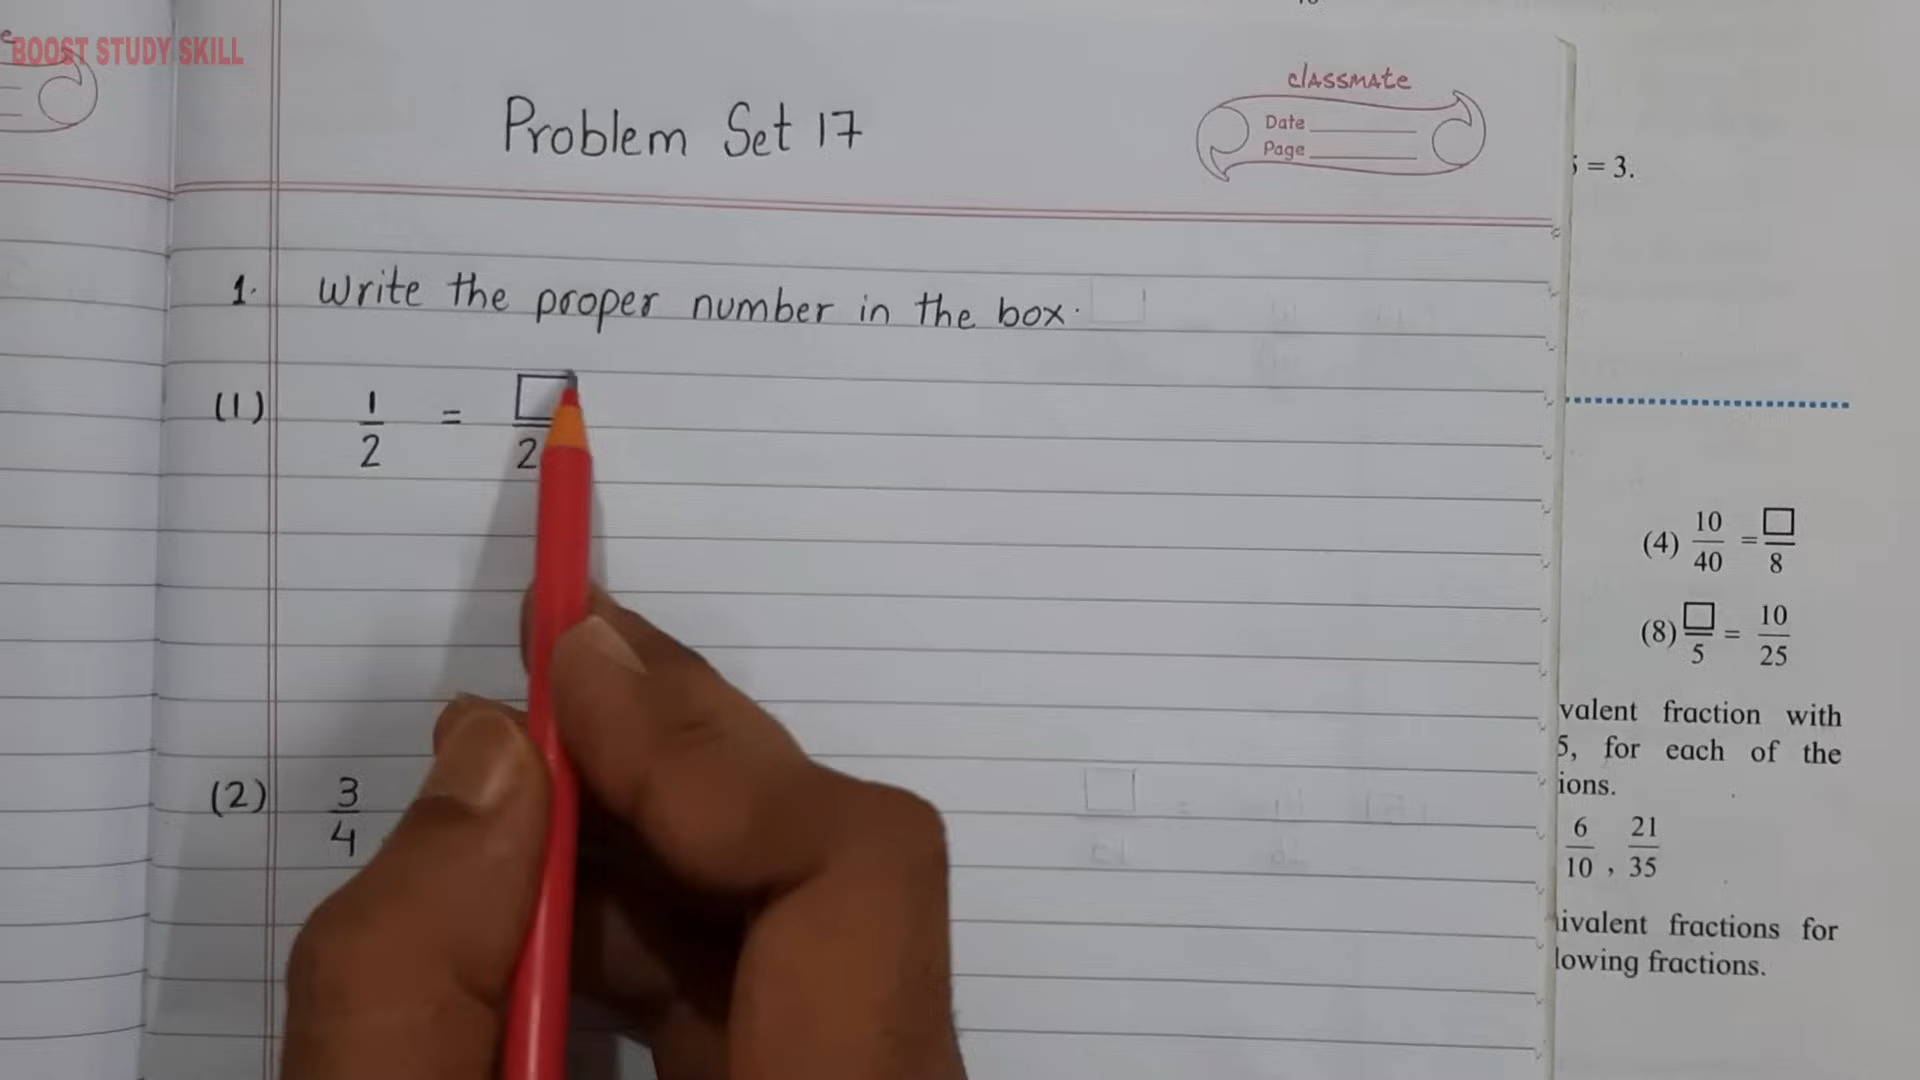 BOOST STUDY SKILL
classmate
Date
Page
Problem Set 17
= 3.
1. Write the proper number in the box.
(1) 1/2 = □/2
(2) 3/4
(4) 10/40 = □/8
(8) □/5 = 10/25
valent fraction with
5, for each of the
ions.
6/10, 21/35
ivalent fractions for
lowing fractions.